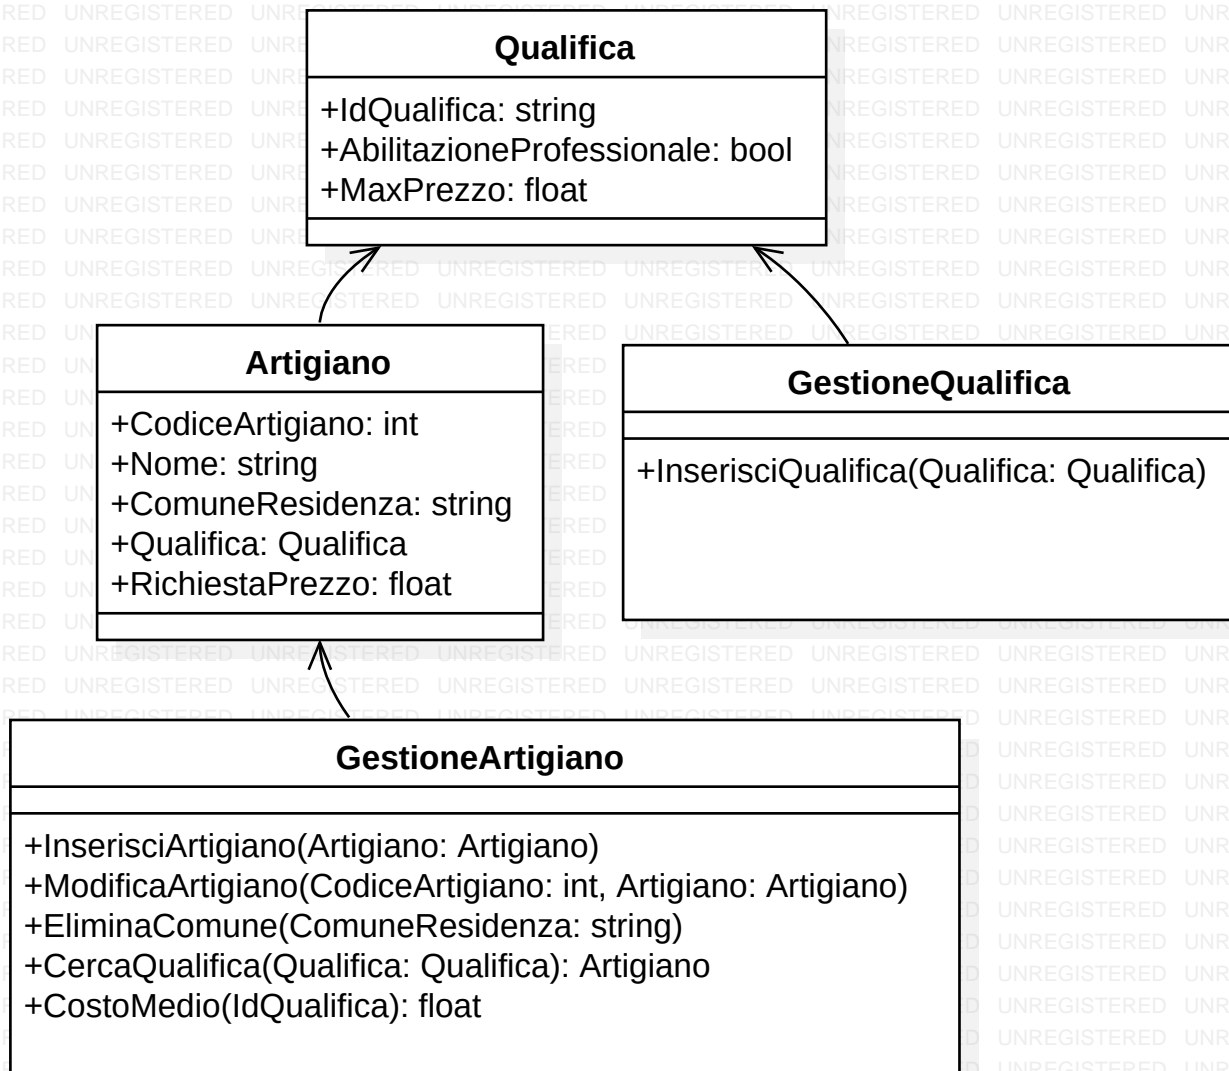 Qualifica
+IdQualifica: string
+AbilitazioneProfessionale: bool
+MaxPrezzo: float
Artigiano
+CodiceArtigiano: int
+Nome: string
+ComuneResidenza: string
+Qualifica: Qualifica
+RichiestaPrezzo: float
GestioneQualifica
+InserisciQualifica(Qualifica: Qualifica)
GestioneArtigiano
+InserisciArtigiano(Artigiano: Artigiano)
+ModificaArtigiano(CodiceArtigiano: int, Artigiano: Artigiano)
+EliminaComune(ComuneResidenza: string)
+CercaQualifica(Qualifica: Qualifica): Artigiano
+CostoMedio(IdQualifica): float
UNREGISTERED